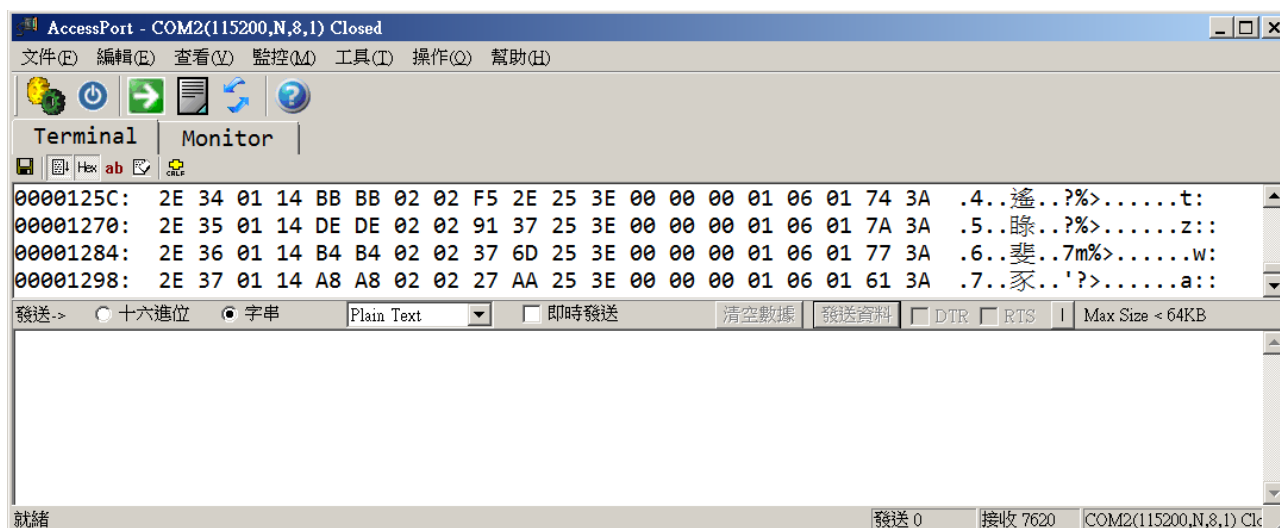 AccessPort - COM2(115200,N,8,1) Closed
文件(F) 編輯(E) 查看(V) 監控(M) 工具(T) 操作(O) 幫助(H)
Terminal Monitor
Hex ab CRLF
0000125C: 2E 34 01 14 BB BB 02 02 F5 2E 25 3E 00 00 00 01 06 01 74 3A .4..遙..?%>......t:
00001270: 2E 35 01 14 DE DE 02 02 91 37 25 3E 00 00 00 01 06 01 7A 3A .5..睩..?%>......z::
00001284: 2E 36 01 14 B4 B4 02 02 37 6D 25 3E 00 00 00 01 06 01 77 3A .6..斐..7m%>......w:
00001298: 2E 37 01 14 A8 A8 02 02 27 AA 25 3E 00 00 00 01 06 01 61 3A .7..豖..'?>......a::
發送-> 十六進位 字串 Plain Text 即時發送 清空數據 發送資料 DTR RTS Max Size < 64KB
就緒 發送 0 接收 7620 COM2(115200,N,8,1) Clo